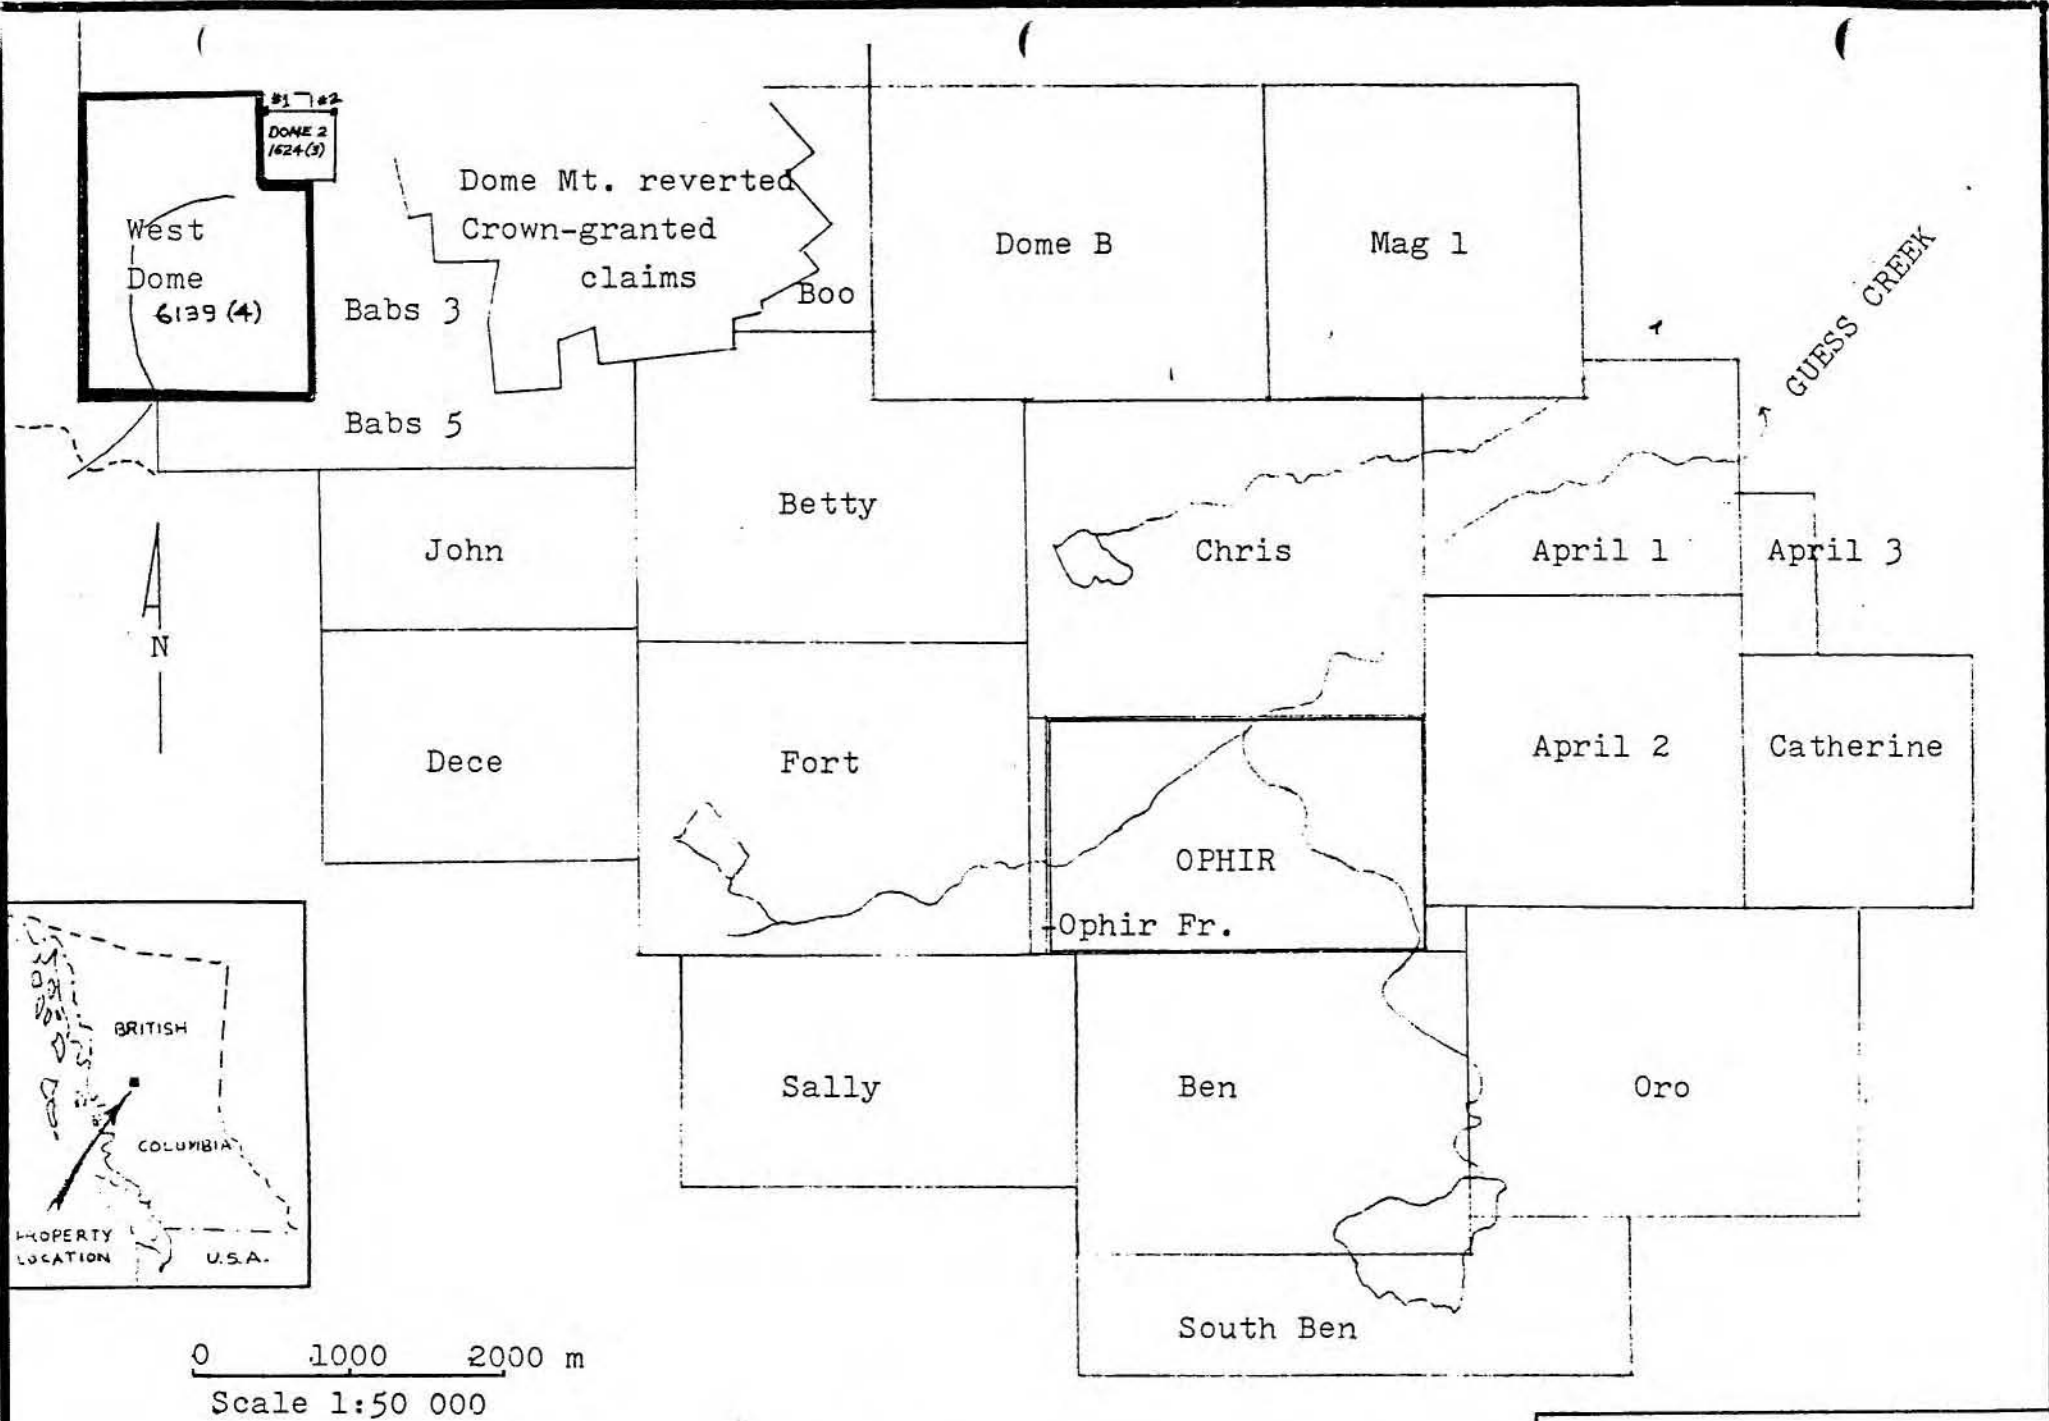 #1 #2
DOME 2
1624(3)
West
Dome
6139 (4)
Dome Mt. reverted
Crown-granted
claims
Babs 3
Boo
Dome B
Mag 1
GUESS CREEK
Babs 5
Betty
John
Chris
April 1
April 3
N
Dece
Fort
April 2
Catherine
OPHIR
Ophir Fr.
BRITISH
COLUMBIA
PROPERTY
LOCATION
U.S.A.
Sally
Ben
Oro
South Ben
0 1000 2000 m
Scale 1:50 000